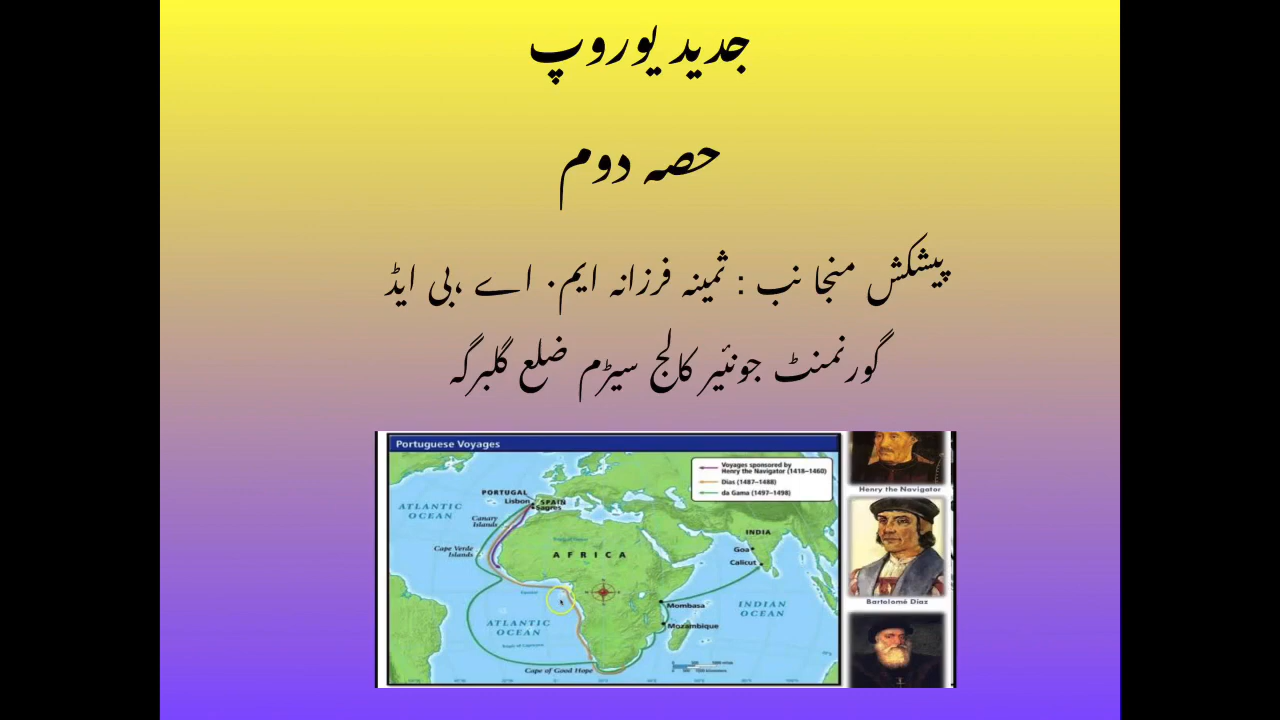 جدید یوروپ
حصہ دوم
پیشکش منجا نب : ثمینہ فرزانہ ایم. اے ،بی ایڈ
گورنمنٹ جونئیر کالج سیڑم ضلع گلبرگہ
Portuguese Voyages
Voyages sponsored by
Henry the Navigator (1418–1460)
Dias (1487–1488)
da Gama (1497–1498)
PORTUGAL
Lisbon
SPAIN
Sagres
ATLANTIC
OCEAN
Canary
Islands
Cape Verde
Islands
AFRICA
INDIA
Goa
Calicut
Mombasa
Mozambique
INDIAN
OCEAN
ATLANTIC
OCEAN
Cape of Good Hope
Henry the Navigator
Bartolomé Diaz